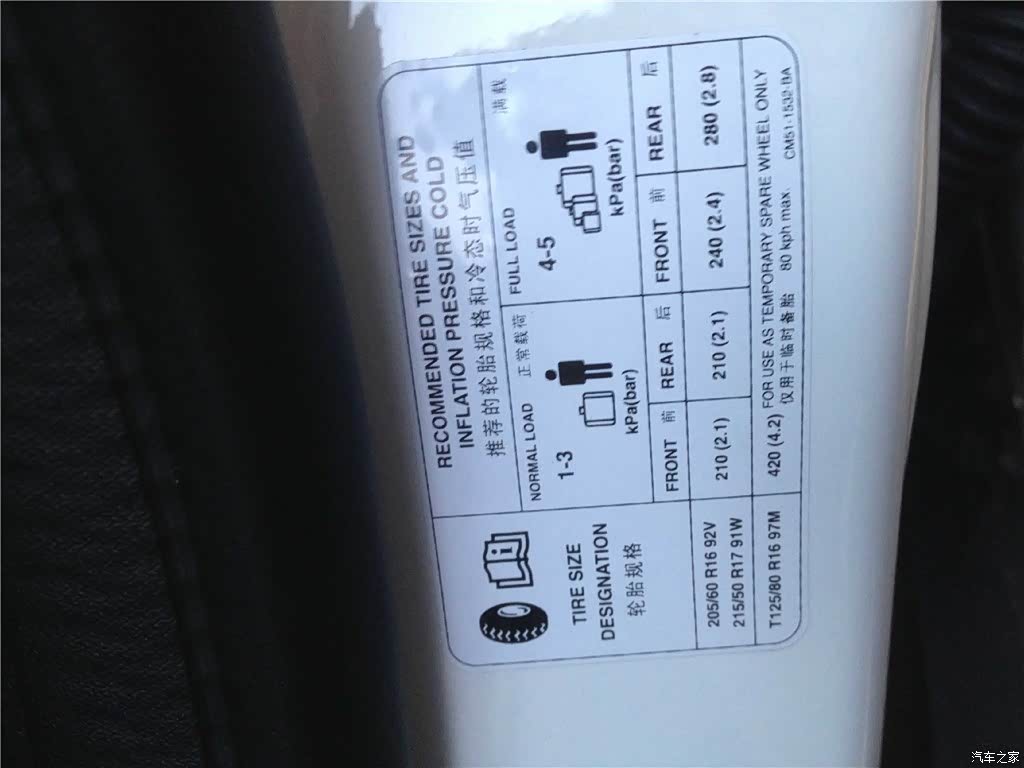 RECOMMENDED TIRE SIZES AND
INFLATION PRESSURE COLD
推荐的轮胎规格和冷态时气压值
NORMAL LOAD 正常载荷
1-3
kPa(bar)
FULL LOAD 满载
4-5
kPa(bar)
TIRE SIZE
DESIGNATION
轮胎规格
FRONT 前 REAR 后 FRONT 前 REAR 后
205/60 R16 92V
215/50 R17 91W
210 (2.1) 210 (2.1) 240 (2.4) 280 (2.8)
T125/80 R16 97M 420 (4.2) FOR USE AS TEMPORARY SPARE WHEEL ONLY
仅用于临时备胎 80 kph max. CM51-1532-BA
汽车之家